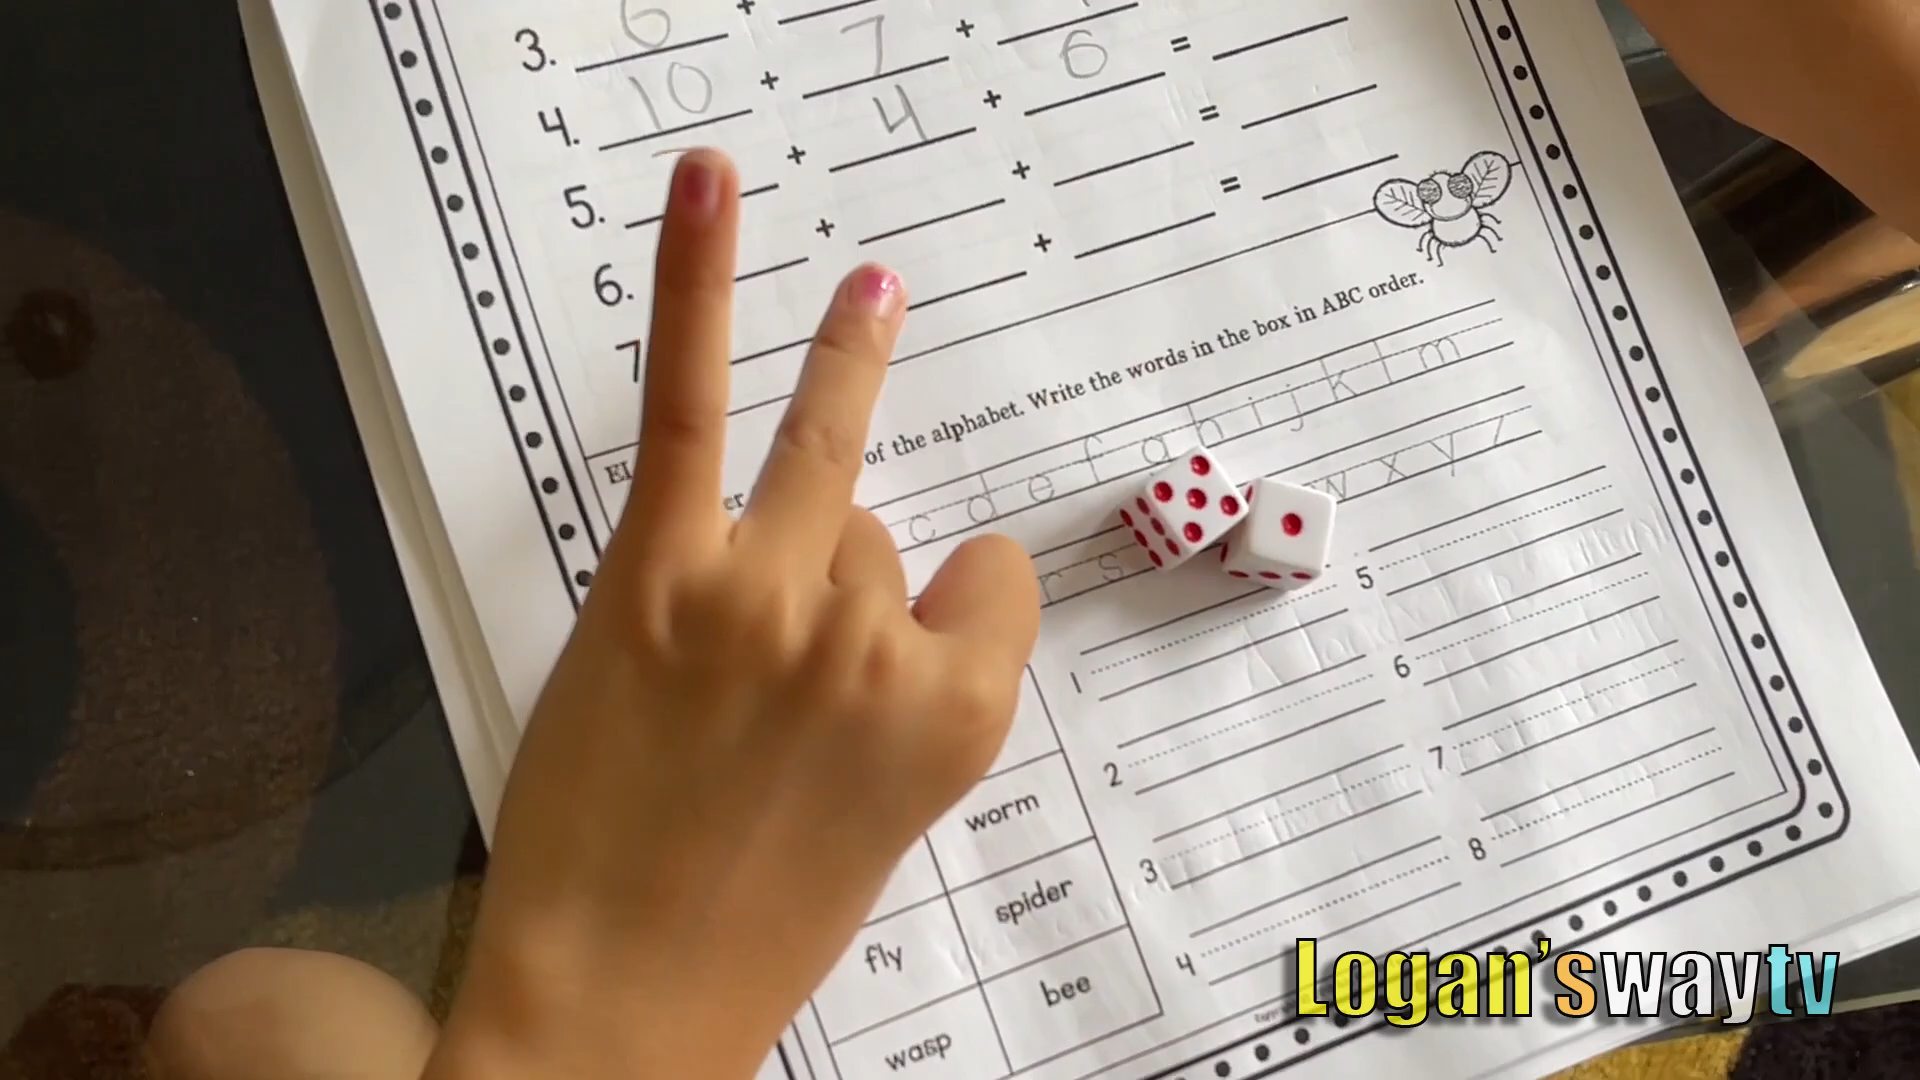 3. 6 +
4. 10 + 7 + =
5. + 4 + 6 =
6. + + =
7 +
of the alphabet. Write the words in the box in ABC order.
c d e f g h i j k l m
r s w x y z
1
2
3
4
5
6
7
8
worm
spider
fly
bee
wasp
Logan'swaytv